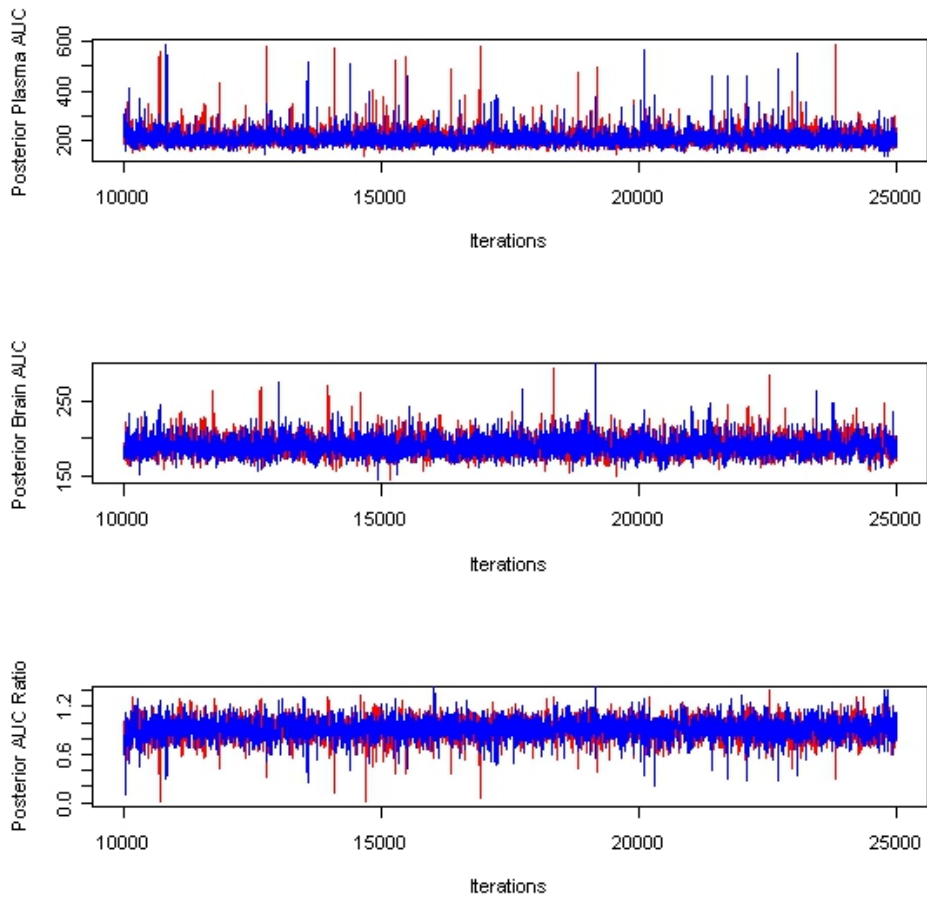 Posterior Plasma AUC
600
400
200
10000 15000 20000 25000
Iterations
Posterior Brain AUC
250
150
10000 15000 20000 25000
Iterations
Posterior AUC Ratio
1.2
0.6
0.0
10000 15000 20000 25000
Iterations